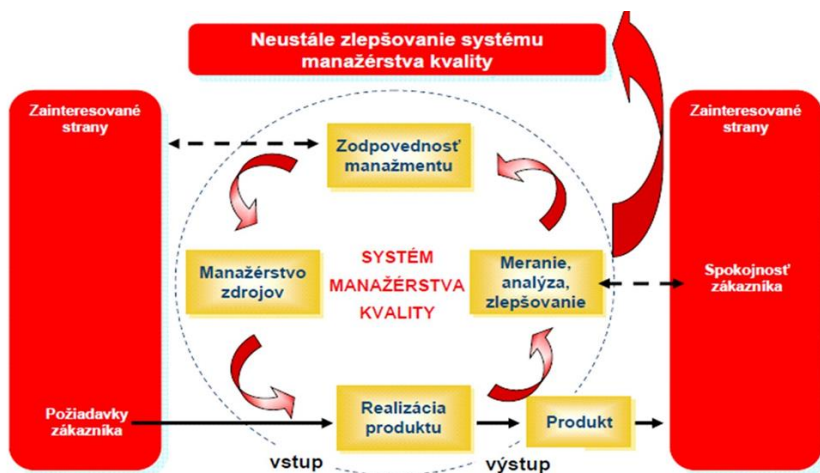 Neustále zlepšovanie systému
manažérstva kvality
Zainteresované
strany
Zainteresované
strany
Zodpovednosť
manažmentu
Manažérstvo
zdrojov
SYSTÉM
MANAŽÉRSTVA
KVALITY
Meranie,
analýza,
zlepšovanie
Spokojnosť
zákazníka
Požiadavky
zákazníka
Realizácia
produktu
Produkt
vstup
výstup